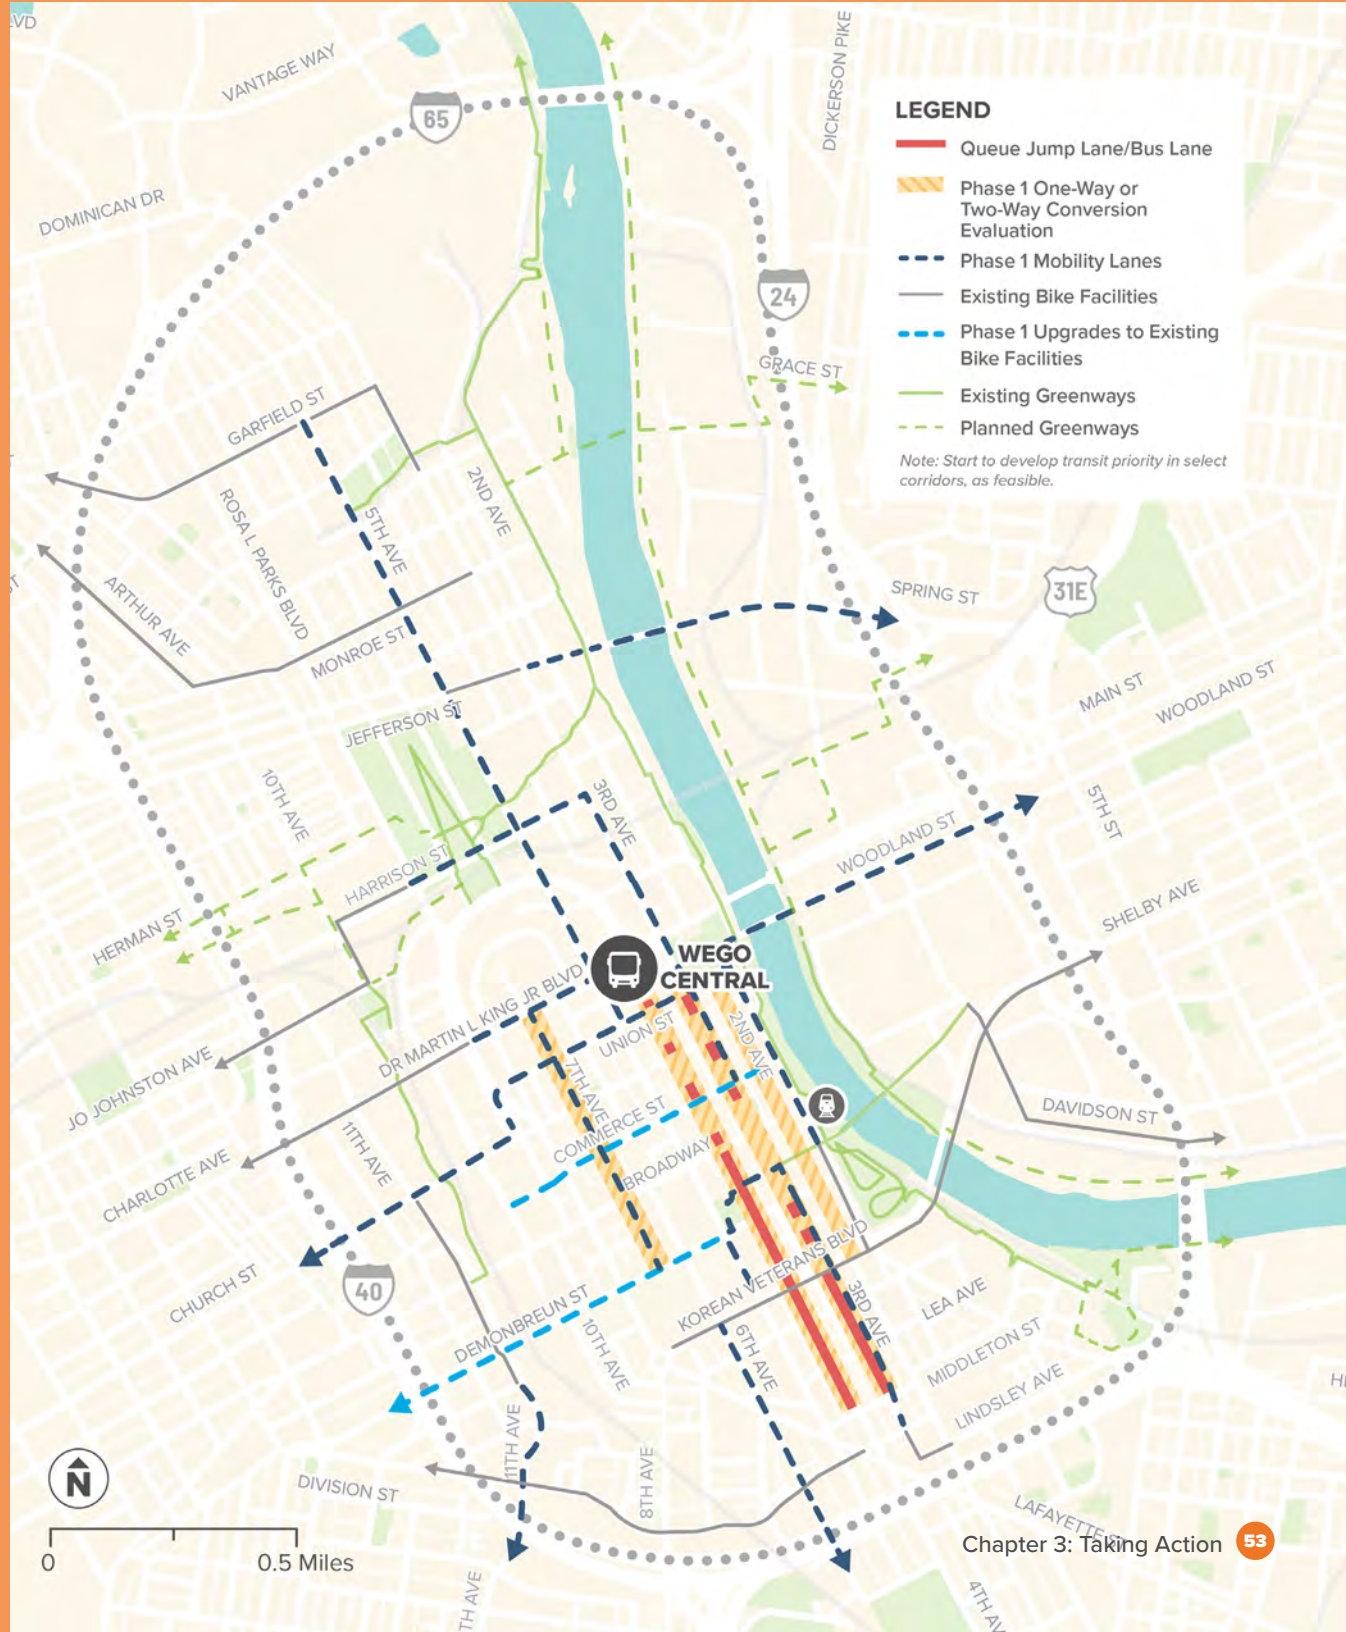 VANTAGE WAY
65
DICKERSON PIKE
LEGEND
Queue Jump Lane/Bus Lane
Phase 1 One-Way or
Two-Way Conversion
Evaluation
Phase 1 Mobility Lanes
Existing Bike Facilities
Phase 1 Upgrades to Existing
Bike Facilities
Existing Greenways
Planned Greenways
Note: Start to develop transit priority in select
corridors, as feasible.
DOMINICAN DR
24
GRACE ST
GARFIELD ST
2ND AVE
ROSA L PARKS BLVD
5TH AVE
ARTHUR AVE
MONROE ST
SPRING ST
31E
MAIN ST
WOODLAND ST
JEFFERSON ST
10TH AVE
3RD AVE
5TH ST
WOODLAND ST
HARRISON ST
HERMAN ST
SHELBY AVE
WEGO
CENTRAL
DR MARTIN L KING JR BLVD
UNION ST
2ND AVE
JO JOHNSTON AVE
7TH AVE
COMMERCE ST
DAVIDSON ST
11TH AVE
BROADWAY
CHARLOTTE AVE
KOREAN VETERANS BLVD
CHURCH ST
40
3RD AVE
LEA AVE
DEMONBREUN ST
10TH AVE
6TH AVE
MIDDLETON ST
LINDSLEY AVE
11TH AVE
8TH AVE
N
DIVISION ST
0
0.5 Miles
LAFAYETTE ST
Chapter 3: Taking Action 53
TH AVE
4TH AV